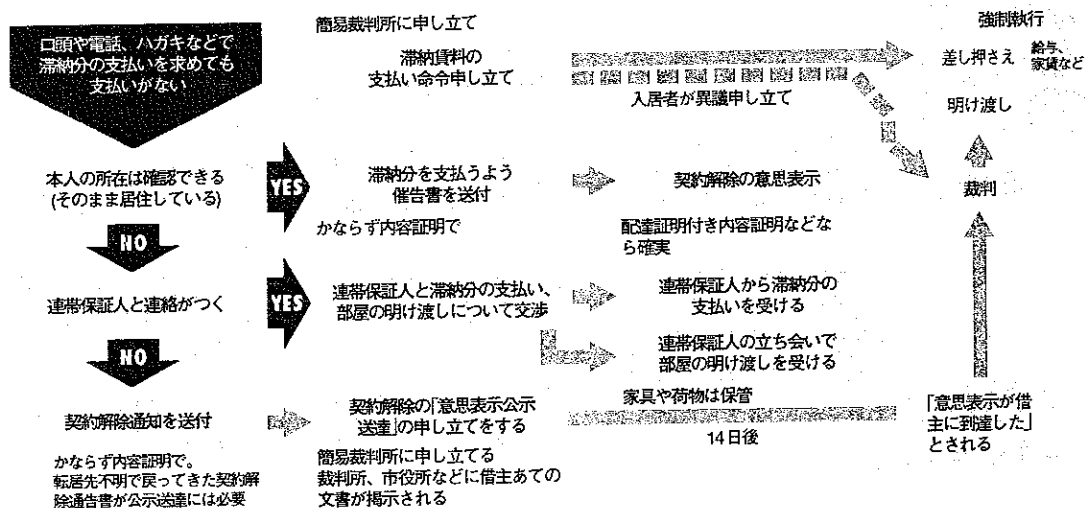 口頭や電話、ハガキなどで
滞納分の支払いを求めても
支払いがない
簡易裁判所に申し立て
滞納賃料の
支払い命令申し立て
入居者が異議申し立て
強制執行
差し押さえ
給与、
家賃など
明け渡し
裁判
本人の所在は確認できる
(そのまま居住している)
YES
滞納分を支払うよう
催告書を送付
かならず内容証明で
契約解除の意思表示
配達証明付き内容証明などな
ら確実
NO
連帯保証人と連絡がつく
YES
連帯保証人と滞納分の支払い、
部屋の明け渡しについて交渉
連帯保証人から滞納分の
支払いを受ける
連帯保証人の立ち会いで
部屋の明け渡しを受ける
NO
契約解除通知を送付
かならず内容証明で。
転居先不明で戻ってきた契約解
除通告書が公示送達には必要
契約解除の「意思表示公示
送達」の申し立てをする
簡易裁判所に申し立てる
裁判所、市役所などに借主あての
文書が掲示される
家具や荷物は保管
14日後
「意思表示が借
主に到達した」
とされる